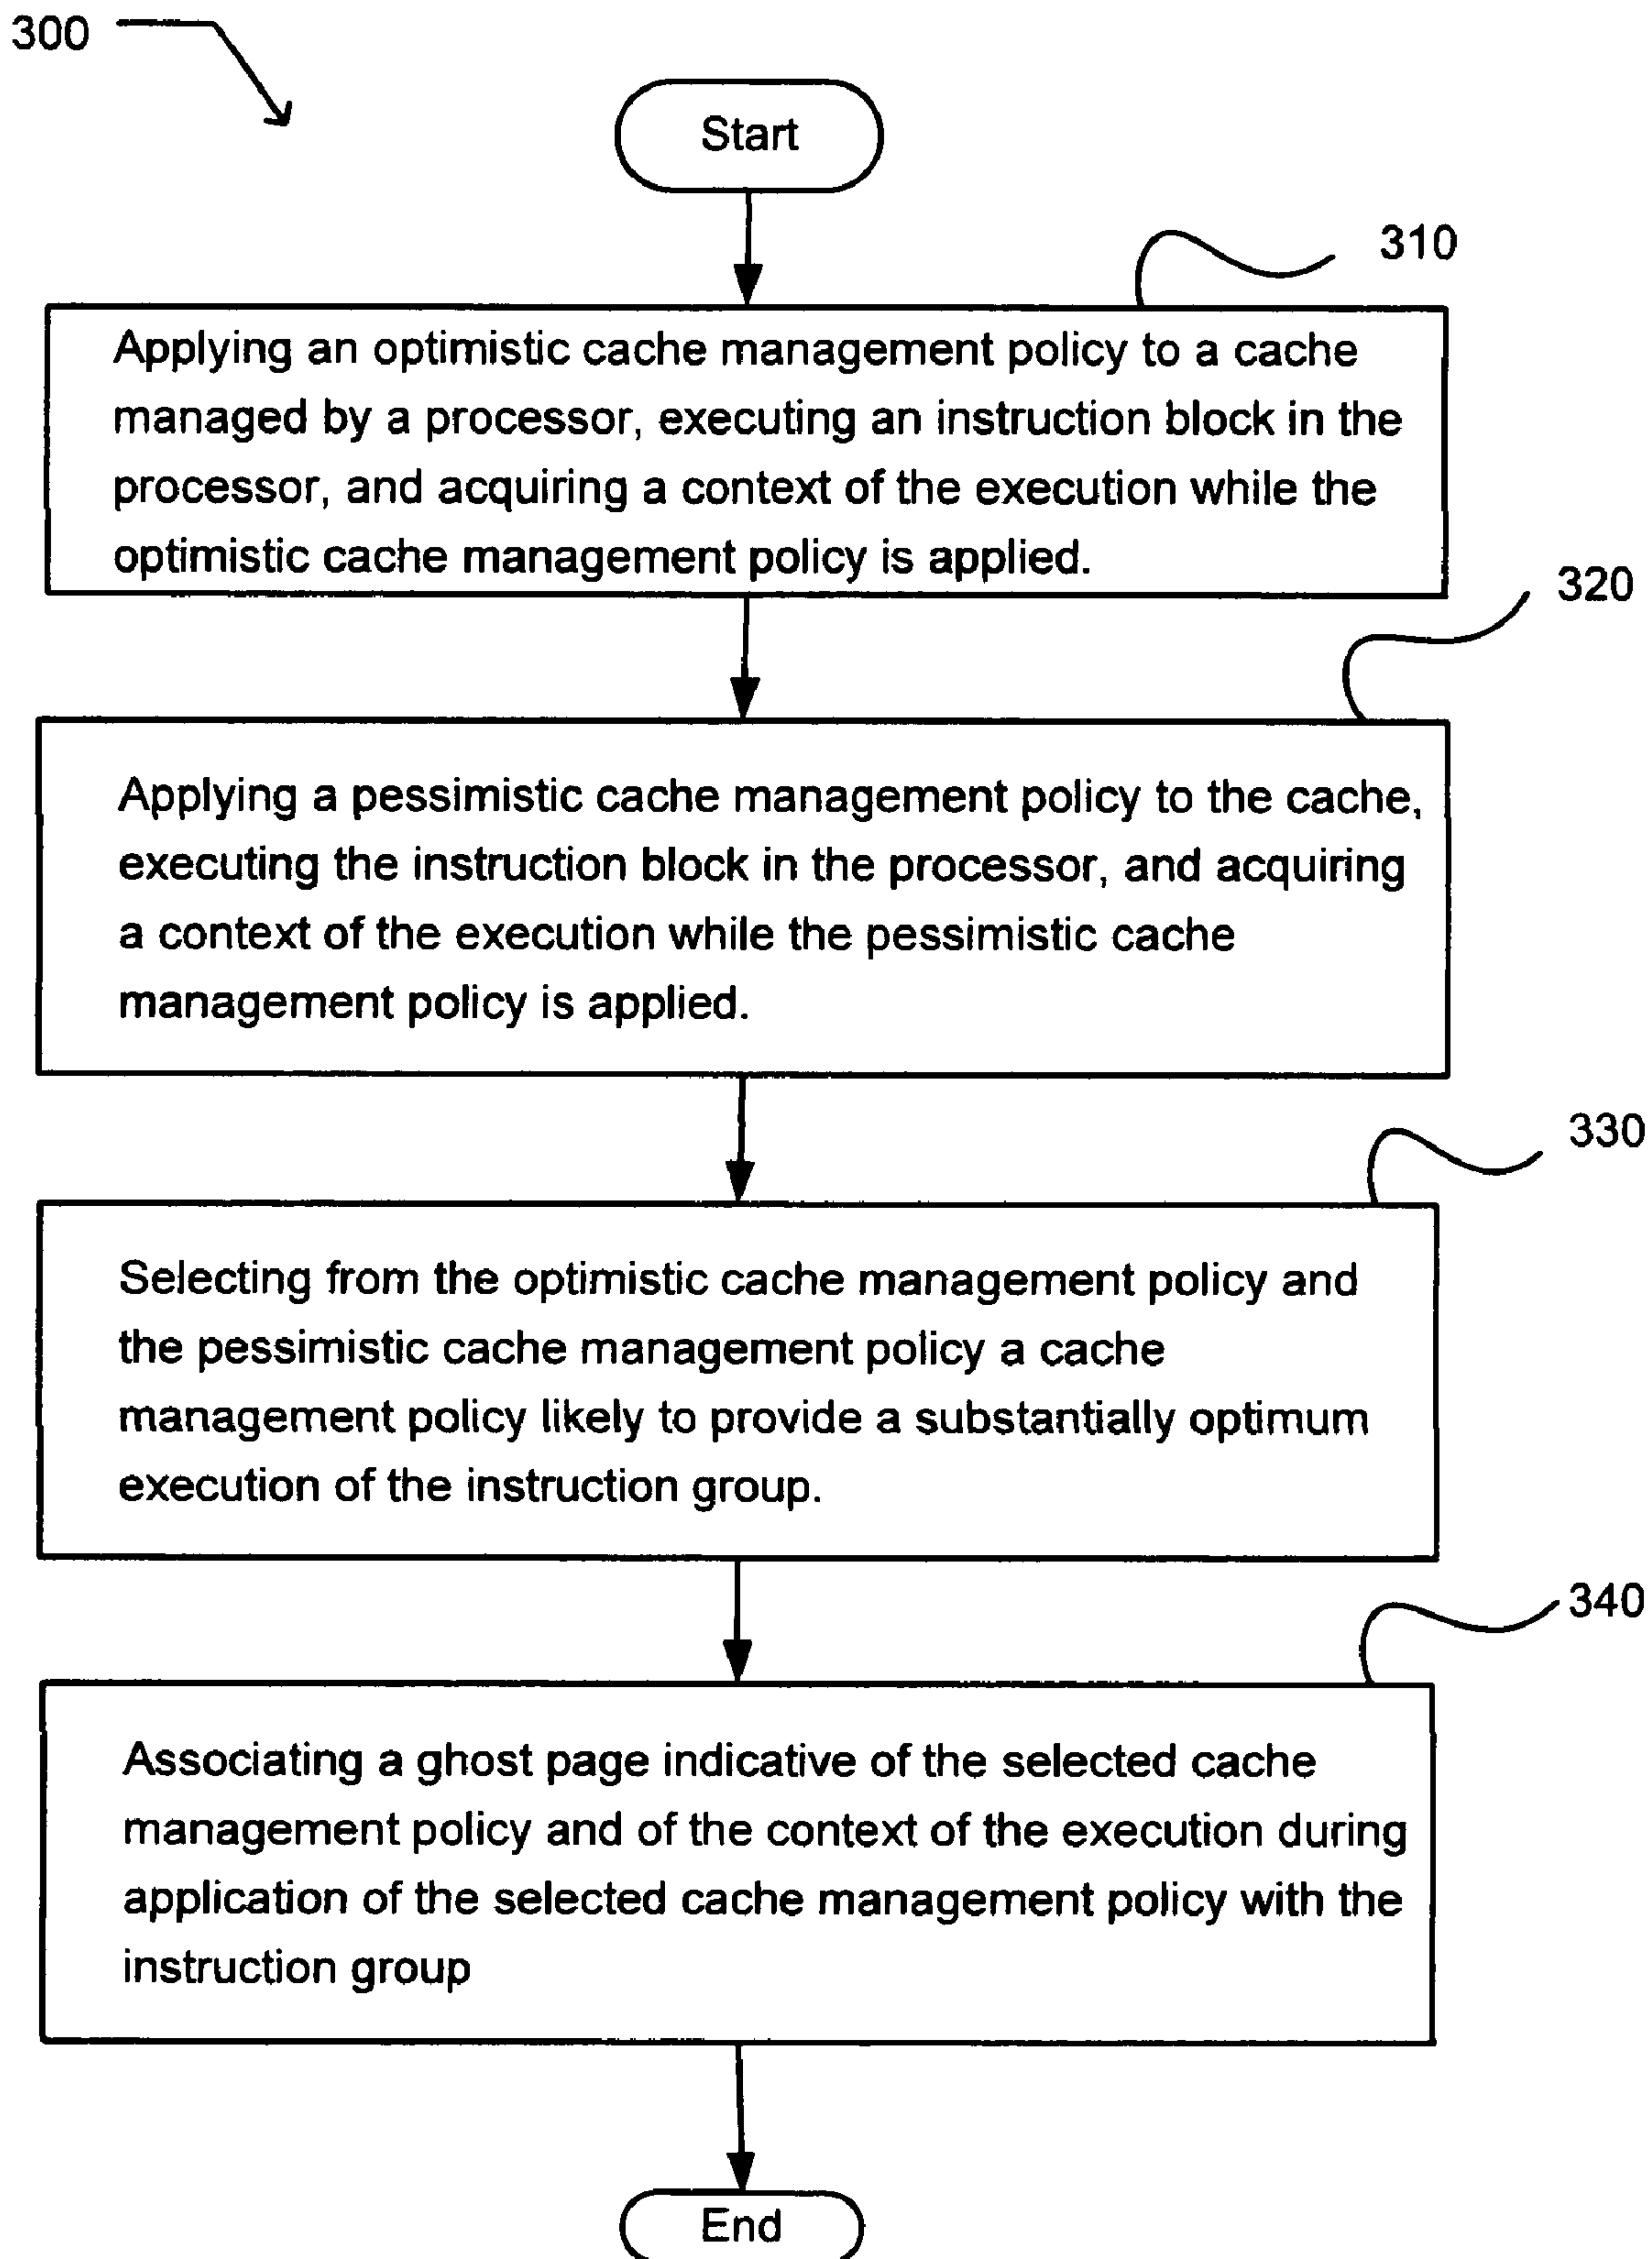 300
Start
310
Applying an optimistic cache management policy to a cache
managed by a processor, executing an instruction block in the
processor, and acquiring a context of the execution while the
optimistic cache management policy is applied.
320
Applying a pessimistic cache management policy to the cache,
executing the instruction block in the processor, and acquiring
a context of the execution while the pessimistic cache
management policy is applied.
330
Selecting from the optimistic cache management policy and
the pessimistic cache management policy a cache
management policy likely to provide a substantially optimum
execution of the instruction group.
340
Associating a ghost page indicative of the selected cache
management policy and of the context of the execution during
application of the selected cache management policy with the
instruction group
End